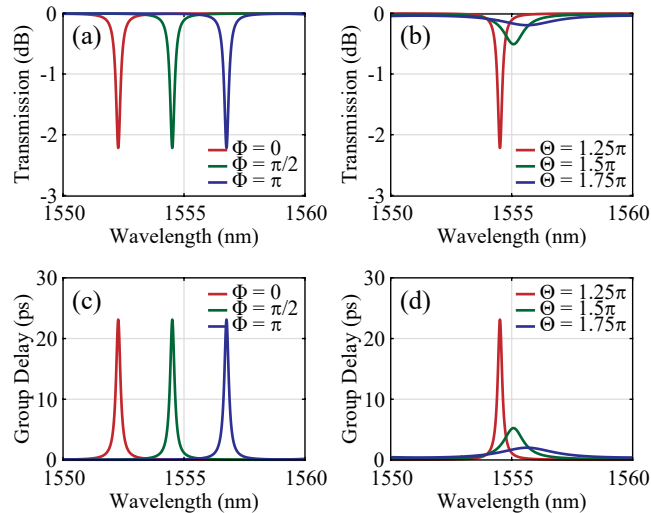 0
-1
-2
-3
Transmission (dB)
(a)
Φ = 0
Φ = π/2
Φ = π
1550
1555
1560
Wavelength (nm)
0
-1
-2
-3
Transmission (dB)
(b)
Θ = 1.25π
Θ = 1.5π
Θ = 1.75π
1550
1555
1560
Wavelength (nm)
30
20
10
0
Group Delay (ps)
(c)
Φ = 0
Φ = π/2
Φ = π
1550
1555
1560
Wavelength (nm)
30
20
10
0
Group Delay (ps)
(d)
Θ = 1.25π
Θ = 1.5π
Θ = 1.75π
1550
1555
1560
Wavelength (nm)